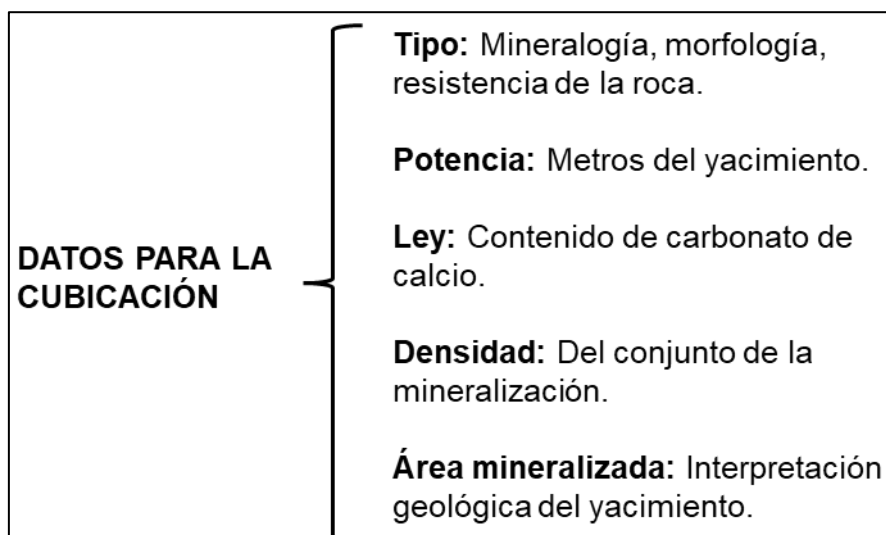 DATOS PARA LA
CUBICACIÓN
Tipo: Mineralogía, morfología,
resistencia de la roca.
Potencia: Metros del yacimiento.
Ley: Contenido de carbonato de
calcio.
Densidad: Del conjunto de la
mineralización.
Área mineralizada: Interpretación
geológica del yacimiento.